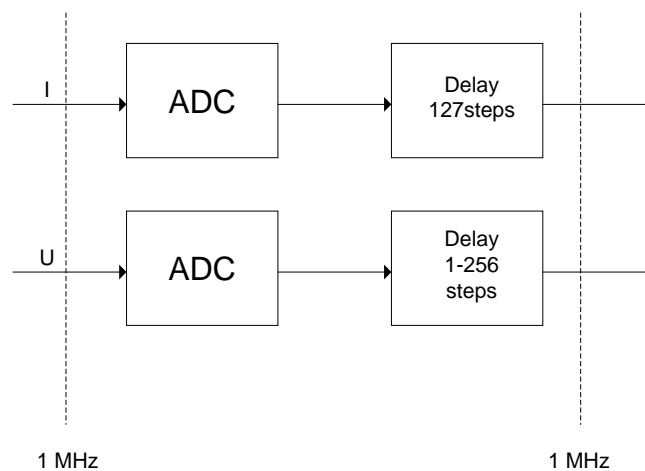 I
ADC
Delay
127steps
U
ADC
Delay
1-256
steps
1 MHz
1 MHz